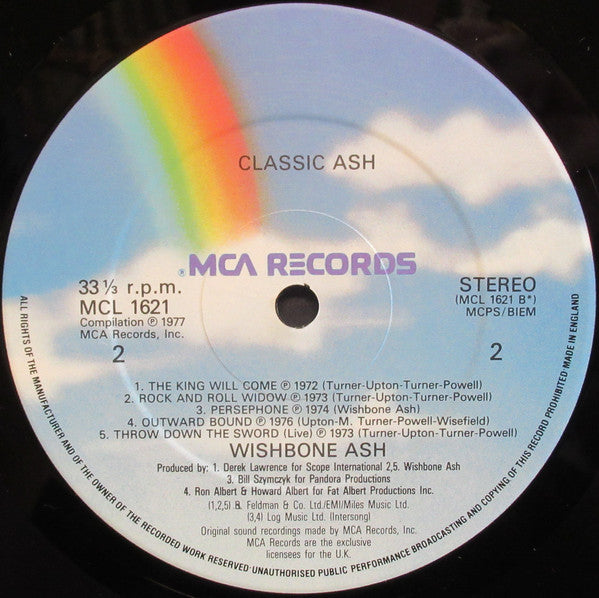 CLASSIC ASH
®MCA RECORDS
33⅓ r.p.m.
MCL 1621
Compilation ℗ 1977
MCA Records, Inc.
2
STEREO
(MCL 1621 B*)
MCPS/BIEM
2
1. THE KING WILL COME ℗ 1972 (Turner-Upton-Turner-Powell)
2. ROCK AND ROLL WIDOW ℗ 1973 (Turner-Upton-Turner-Powell)
3. PERSEPHONE ℗ 1974 (Wishbone Ash)
4. OUTWARD BOUND ℗ 1976 (Upton-M. Turner-Powell-Wisefield)
5. THROW DOWN THE SWORD (Live) ℗ 1973 (Turner-Upton-Turner-Powell)
WISHBONE ASH
Produced by: 1. Derek Lawrence for Scope International 2,5. Wishbone Ash
3. Bill Szymczyk for Pandora Productions
4. Ron Albert & Howard Albert for Fat Albert Productions Inc.
(1,2,5) B. Feldman & Co. Ltd./EMI/Miles Music Ltd.
(3,4) Log Music Ltd. (Intersong)
Original sound recordings made by MCA Records, Inc.
MCA Records are the exclusive
licensees for the U.K.
ALL RIGHTS OF THE MANUFACTURER AND OF THE OWNER OF THE RECORDED WORK RESERVED·UNAUTHORISED PUBLIC PERFORMANCE BROADCASTING AND COPYING OF THIS RECORD PROHIBITED·MADE IN ENGLAND